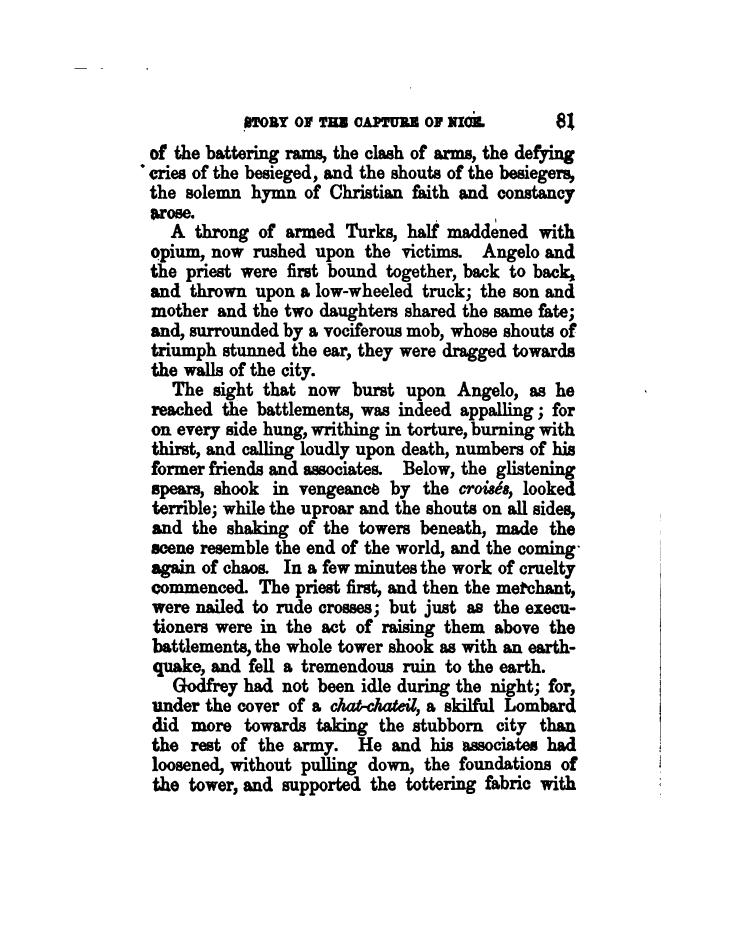 STORY OF THE CAPTURE OF NICE. 81
of the battering rams, the clash of arms, the defying
cries of the besieged, and the shouts of the besiegers,
the solemn hymn of Christian faith and constancy
arose.
A throng of armed Turks, half maddened with
opium, now rushed upon the victims. Angelo and
the priest were first bound together, back to back,
and thrown upon a low-wheeled truck; the son and
mother and the two daughters shared the same fate;
and, surrounded by a vociferous mob, whose shouts of
triumph stunned the ear, they were dragged towards
the walls of the city.
The sight that now burst upon Angelo, as he
reached the battlements, was indeed appalling; for
on every side hung, writhing in torture, burning with
thirst, and calling loudly upon death, numbers of his
former friends and associates. Below, the glistening
spears, shook in vengeance by the croisés, looked
terrible; while the uproar and the shouts on all sides,
and the shaking of the towers beneath, made the
scene resemble the end of the world, and the coming
again of chaos. In a few minutes the work of cruelty
commenced. The priest first, and then the merchant,
were nailed to rude crosses; but just as the execu-
tioners were in the act of raising them above the
battlements, the whole tower shook as with an earth-
quake, and fell a tremendous ruin to the earth.
Godfrey had not been idle during the night; for,
under the cover of a chat-chateil, a skilful Lombard
did more towards taking the stubborn city than
the rest of the army. He and his associates had
loosened, without pulling down, the foundations of
the tower, and supported the tottering fabric with